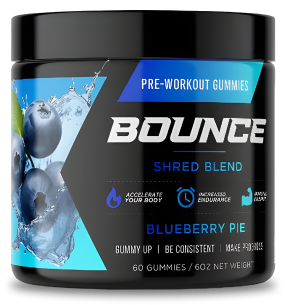 PRE-WORKOUT GUMMIES
BOUNCE
SHRED BLEND
ACCELERATE
YOUR BODY
INCREASED
ENDURANCE
BLUEBERRY PIE
GUMMY UP | BE CONSISTENT | MAKE PROGRESS
60 GUMMIES / 6OZ NET WEIGHT